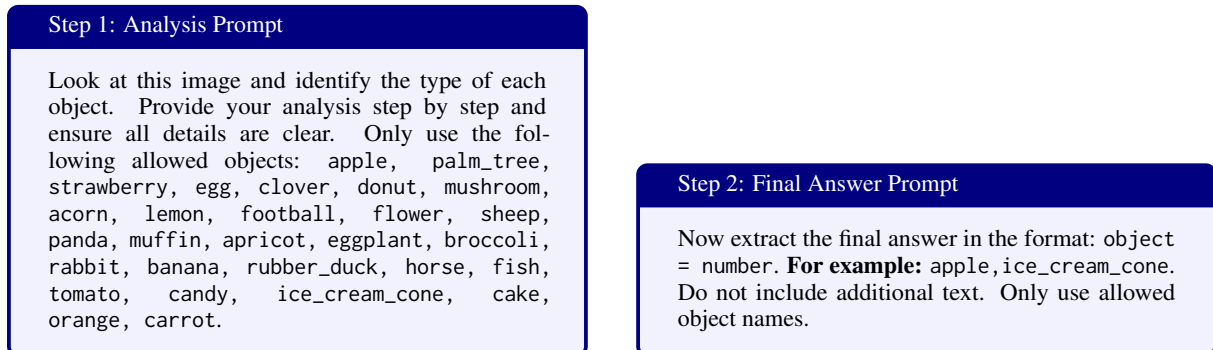 Step 1: Analysis Prompt
Look at this image and identify the type of each
object. Provide your analysis step by step and
ensure all details are clear. Only use the fol-
lowing allowed objects: apple, palm_tree,
strawberry, egg, clover, donut, mushroom,
acorn, lemon, football, flower, sheep,
panda, muffin, apricot, eggplant, broccoli,
rabbit, banana, rubber_duck, horse, fish,
tomato, candy, ice_cream_cone, cake,
orange, carrot.
Step 2: Final Answer Prompt
Now extract the final answer in the format: object
= number. For example: apple,ice_cream_cone.
Do not include additional text. Only use allowed
object names.